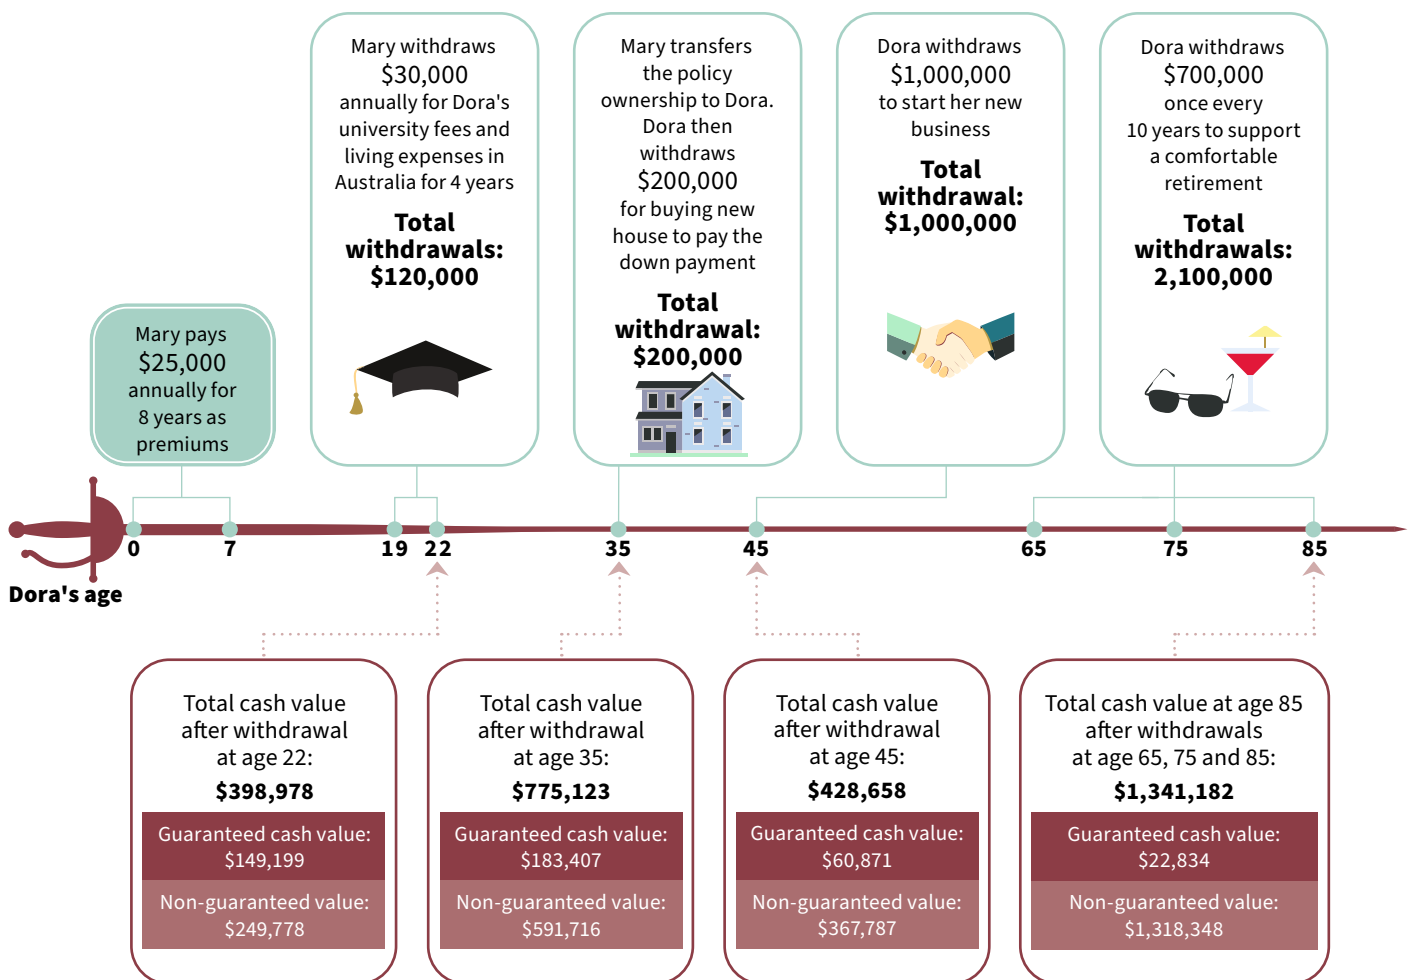 Mary pays
$25,000
annually for
8 years as
premiums
Mary withdraws
$30,000
annually for Dora's
university fees and
living expenses in
Australia for 4 years
Total
withdrawals:
$120,000
Mary transfers
the policy
ownership to Dora.
Dora then
withdraws
$200,000
for buying new
house to pay the
down payment
Total
withdrawal:
$200,000
Dora withdraws
$1,000,000
to start her new
business
Total
withdrawal:
$1,000,000
Dora withdraws
$700,000
once every
10 years to support
a comfortable
retirement
Total
withdrawals:
2,100,000
0 7 19 22 35 45 65 75 85
Dora's age
Total cash value
after withdrawal
at age 22:
$398,978
Guaranteed cash value:
$149,199
Non-guaranteed value:
$249,778
Total cash value
after withdrawal
at age 35:
$775,123
Guaranteed cash value:
$183,407
Non-guaranteed value:
$591,716
Total cash value
after withdrawal
at age 45:
$428,658
Guaranteed cash value:
$60,871
Non-guaranteed value:
$367,787
Total cash value at age 85
after withdrawals
at age 65, 75 and 85:
$1,341,182
Guaranteed cash value:
$22,834
Non-guaranteed value:
$1,318,348